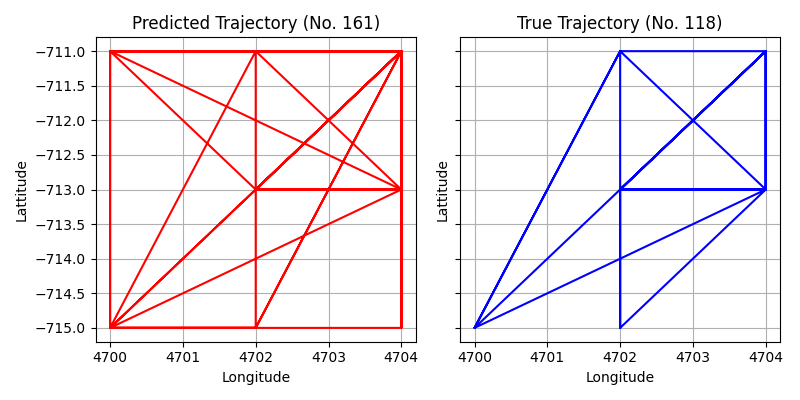 Predicted Trajectory (No. 161)
True Trajectory (No. 118)
−711.0
−711.5
−712.0
−712.5
−713.0
−713.5
−714.0
−714.5
−715.0
Lattitude
Lattitude
4700 4701 4702 4703 4704
4700 4701 4702 4703 4704
Longitude
Longitude